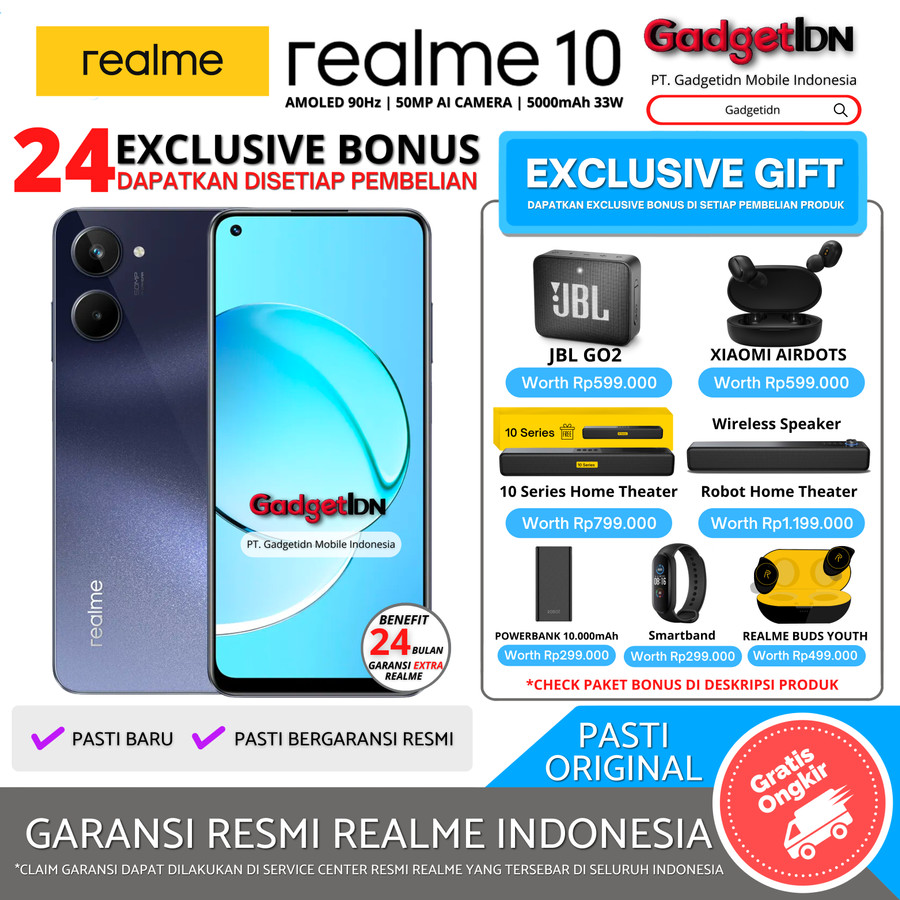 realme
realme 10
AMOLED 90Hz | 50MP AI CAMERA | 5000mAh 33W
GadgetIDN
PT. Gadgetidn Mobile Indonesia
Gadgetidn
24 EXCLUSIVE BONUS
DAPATKAN DISETIAP PEMBELIAN
EXCLUSIVE GIFT
DAPATKAN EXCLUSIVE BONUS DI SETIAP PEMBELIAN PRODUK
50MP
realme
GadgetIDN
PT. Gadgetidn Mobile Indonesia
BENEFIT
24 BULAN
GARANSI EXTRA
REALME
JBL
JBL GO2
Worth Rp599.000
XIAOMI AIRDOTS
Worth Rp599.000
10 Series FREE
10 Series
10 Series Home Theater
Worth Rp799.000
Wireless Speaker
Robot Home Theater
Worth Rp1.199.000
POWERBANK 10.000mAh
Worth Rp299.000
08:16
Smartband
Worth Rp299.000
R R
REALME BUDS YOUTH
Worth Rp499.000
*CHECK PAKET BONUS DI DESKRIPSI PRODUK
PASTI BARU
PASTI BERGARANSI RESMI
PASTI
ORIGINAL
Gratis
Ongkir
GARANSI RESMI REALME INDONESIA
*CLAIM GARANSI DAPAT DILAKUKAN DI SERVICE CENTER RESMI REALME YANG TERSEBAR DI SELURUH INDONESIA